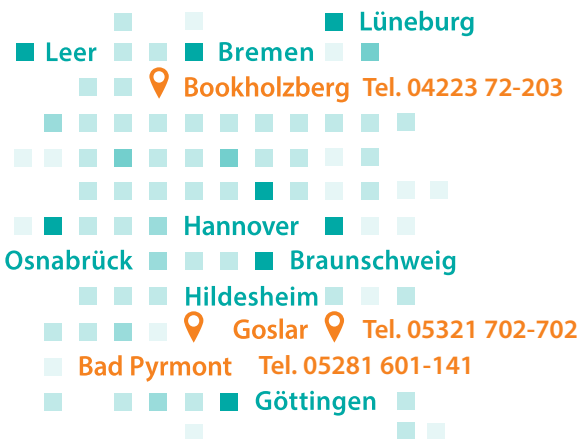 Lüneburg
Leer Bremen
Bookholzberg Tel. 04223 72-203
Hannover
Osnabrück Braunschweig
Hildesheim
Goslar Tel. 05321 702-702
Bad Pyrmont Tel. 05281 601-141
Göttingen